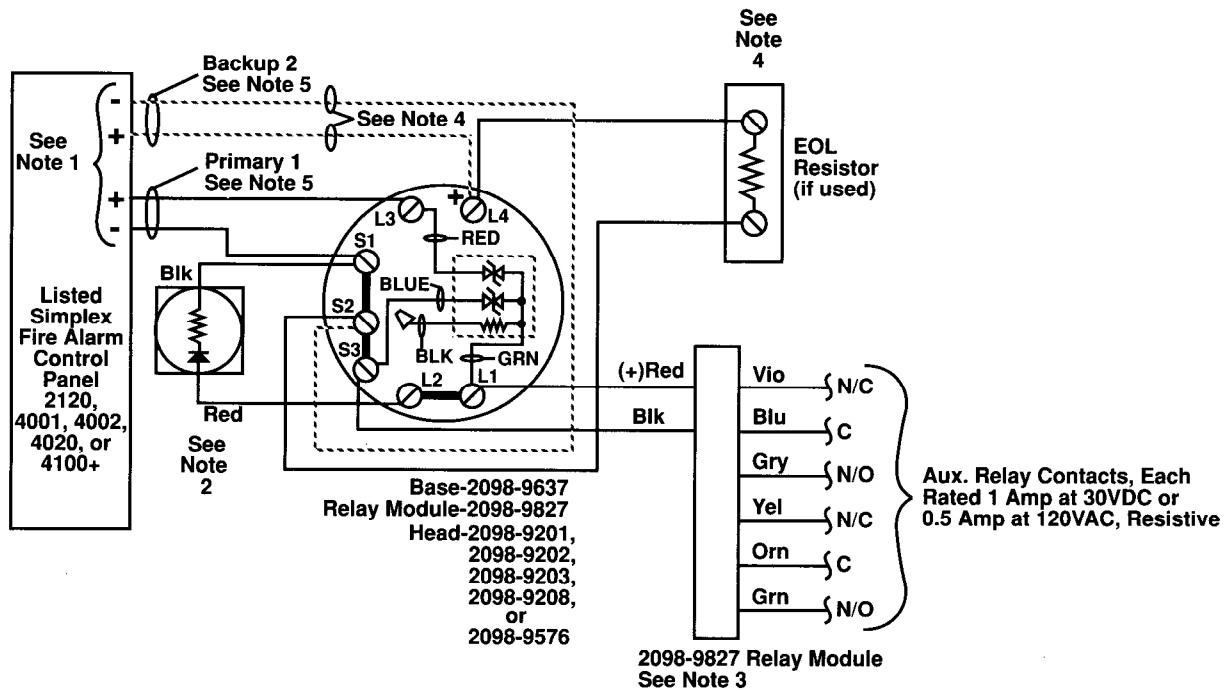 Backup 2
See Note 5
See Note 4
See
Note 1
-
+
+
-
Primary 1
See Note 5
Listed
Simplex
Fire Alarm
Control
Panel
2120,
4001, 4002,
4020, or
4100+
Blk
Red
See
Note
2
+
L3
L4
RED
S1
BLUE
S2
S3
BLK
GRN
L2
L1
See
Note
4
EOL
Resistor
(if used)
(+)Red
Blk
Vio
N/C
Blu
C
Gry
N/O
Yel
N/C
Orn
C
Grn
N/O
Aux. Relay Contacts, Each
Rated 1 Amp at 30VDC or
0.5 Amp at 120VAC, Resistive
Base-2098-9637
Relay Module-2098-9827
Head-2098-9201,
2098-9202,
2098-9203,
2098-9208,
or
2098-9576
2098-9827 Relay Module
See Note 3